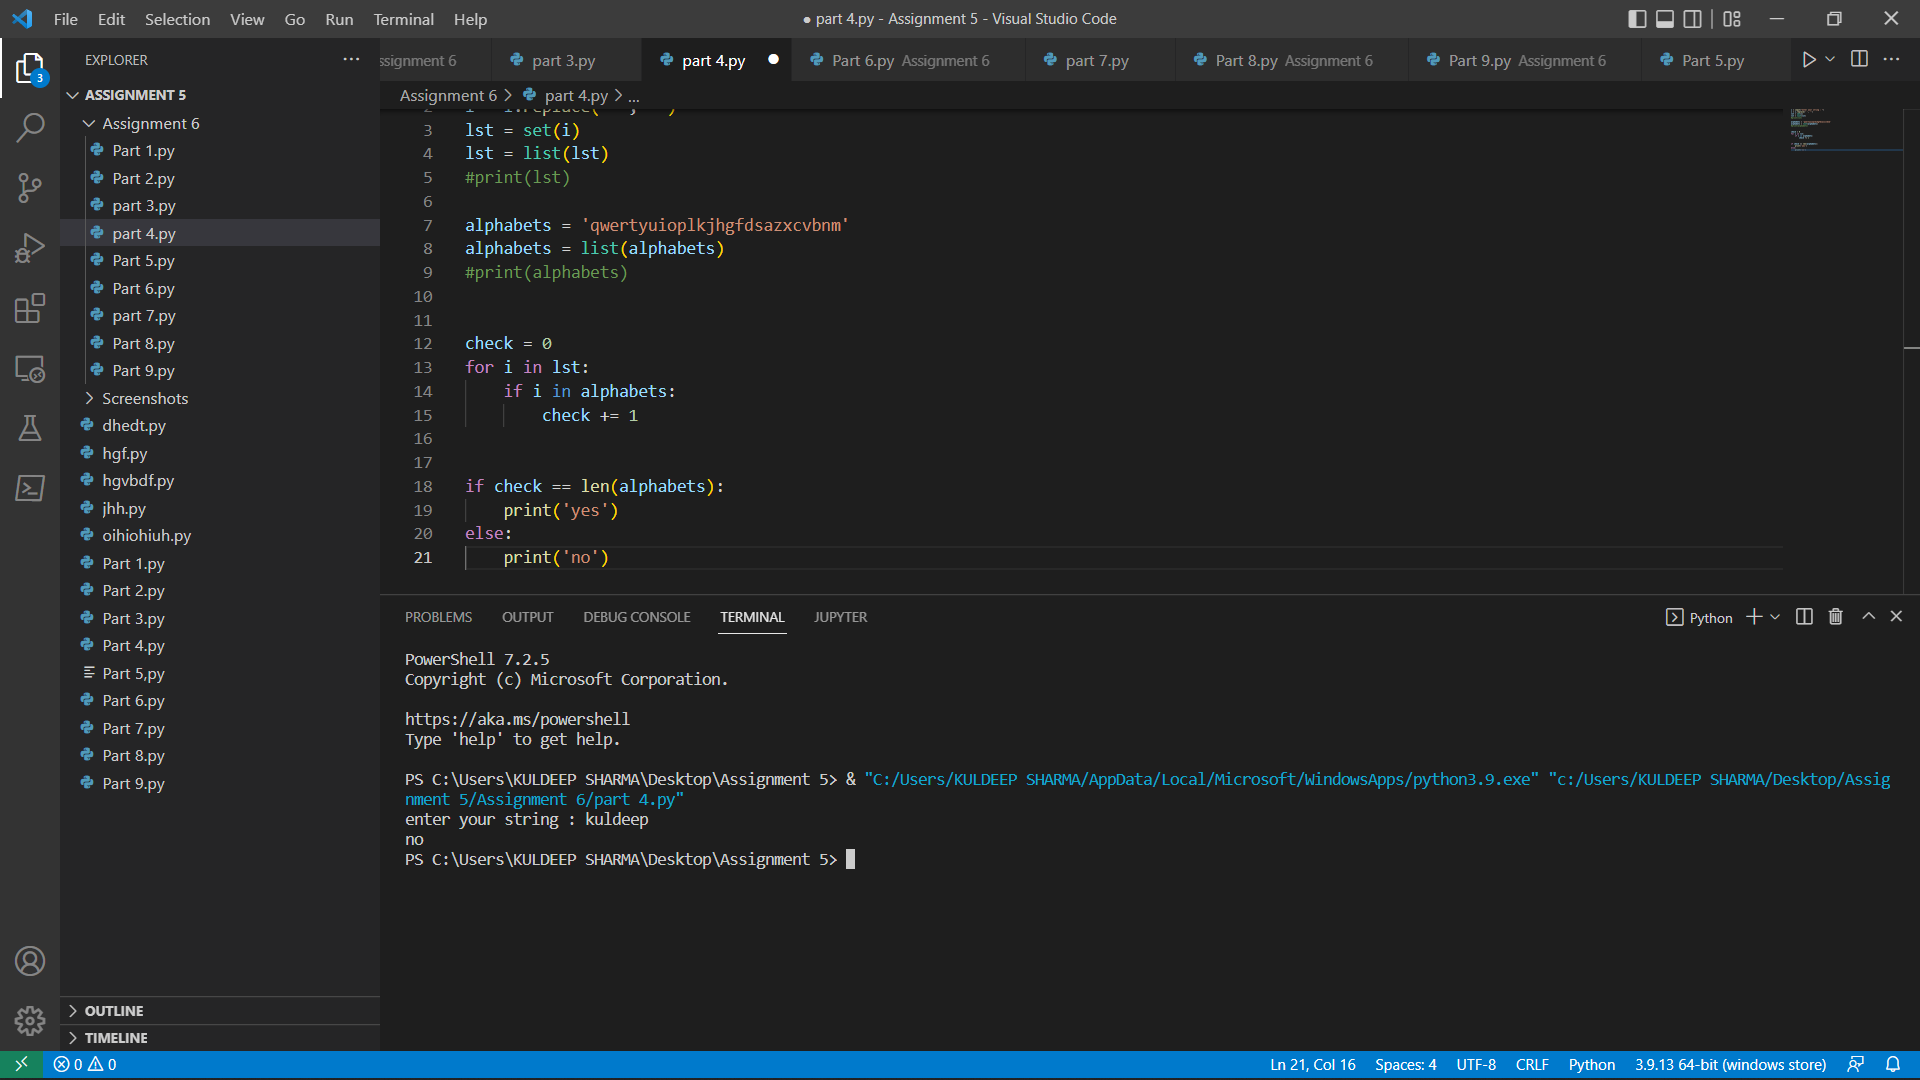 File Edit Selection View Go Run Terminal Help
● part 4.py - Assignment 5 - Visual Studio Code
EXPLORER
ssignment 6 part 3.py part 4.py Part 6.py Assignment 6 part 7.py Part 8.py Assignment 6 Part 9.py Assignment 6 Part 5.py
Assignment 6 > part 4.py > ...
3
ASSIGNMENT 5
Assignment 6
Part 1.py
Part 2.py
part 3.py
part 4.py
Part 5.py
Part 6.py
part 7.py
Part 8.py
Part 9.py
Screenshots
dhedt.py
hgf.py
hgvbdf.py
jhh.py
oihiohiuh.py
Part 1.py
Part 2.py
Part 3.py
Part 4.py
Part 5,py
Part 6.py
Part 7.py
Part 8.py
Part 9.py
OUTLINE
TIMELINE
3 lst = set(i)
4 lst = list(lst)
5 #print(lst)
6
7 alphabets = 'qwertyuioplkjhgfdsazxcvbnm'
8 alphabets = list(alphabets)
9 #print(alphabets)
10
11
12 check = 0
13 for i in lst:
14 if i in alphabets:
15 check += 1
16
17
18 if check == len(alphabets):
19 print('yes')
20 else:
21 print('no')
PROBLEMS OUTPUT DEBUG CONSOLE TERMINAL JUPYTER
Python
PowerShell 7.2.5
Copyright (c) Microsoft Corporation.
https://aka.ms/powershell
Type 'help' to get help.
PS C:\Users\KULDEEP SHARMA\Desktop\Assignment 5> & "C:/Users/KULDEEP SHARMA/AppData/Local/Microsoft/WindowsApps/python3.9.exe" "c:/Users/KULDEEP SHARMA/Desktop/Assig
nment 5/Assignment 6/part 4.py"
enter your string : kuldeep
no
PS C:\Users\KULDEEP SHARMA\Desktop\Assignment 5>
0 0
Ln 21, Col 16 Spaces: 4 UTF-8 CRLF Python 3.9.13 64-bit (windows store)